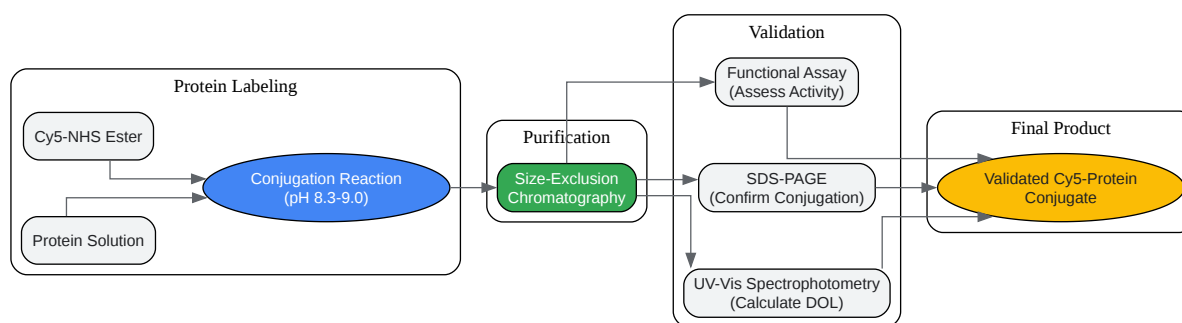 Protein Labeling
Cy5-NHS Ester
Protein Solution
Conjugation Reaction
(pH 8.3-9.0)
Purification
Size-Exclusion
Chromatography
Validation
Functional Assay
(Assess Activity)
SDS-PAGE
(Confirm Conjugation)
UV-Vis Spectrophotometry
(Calculate DOL)
Final Product
Validated Cy5-Protein
Conjugate